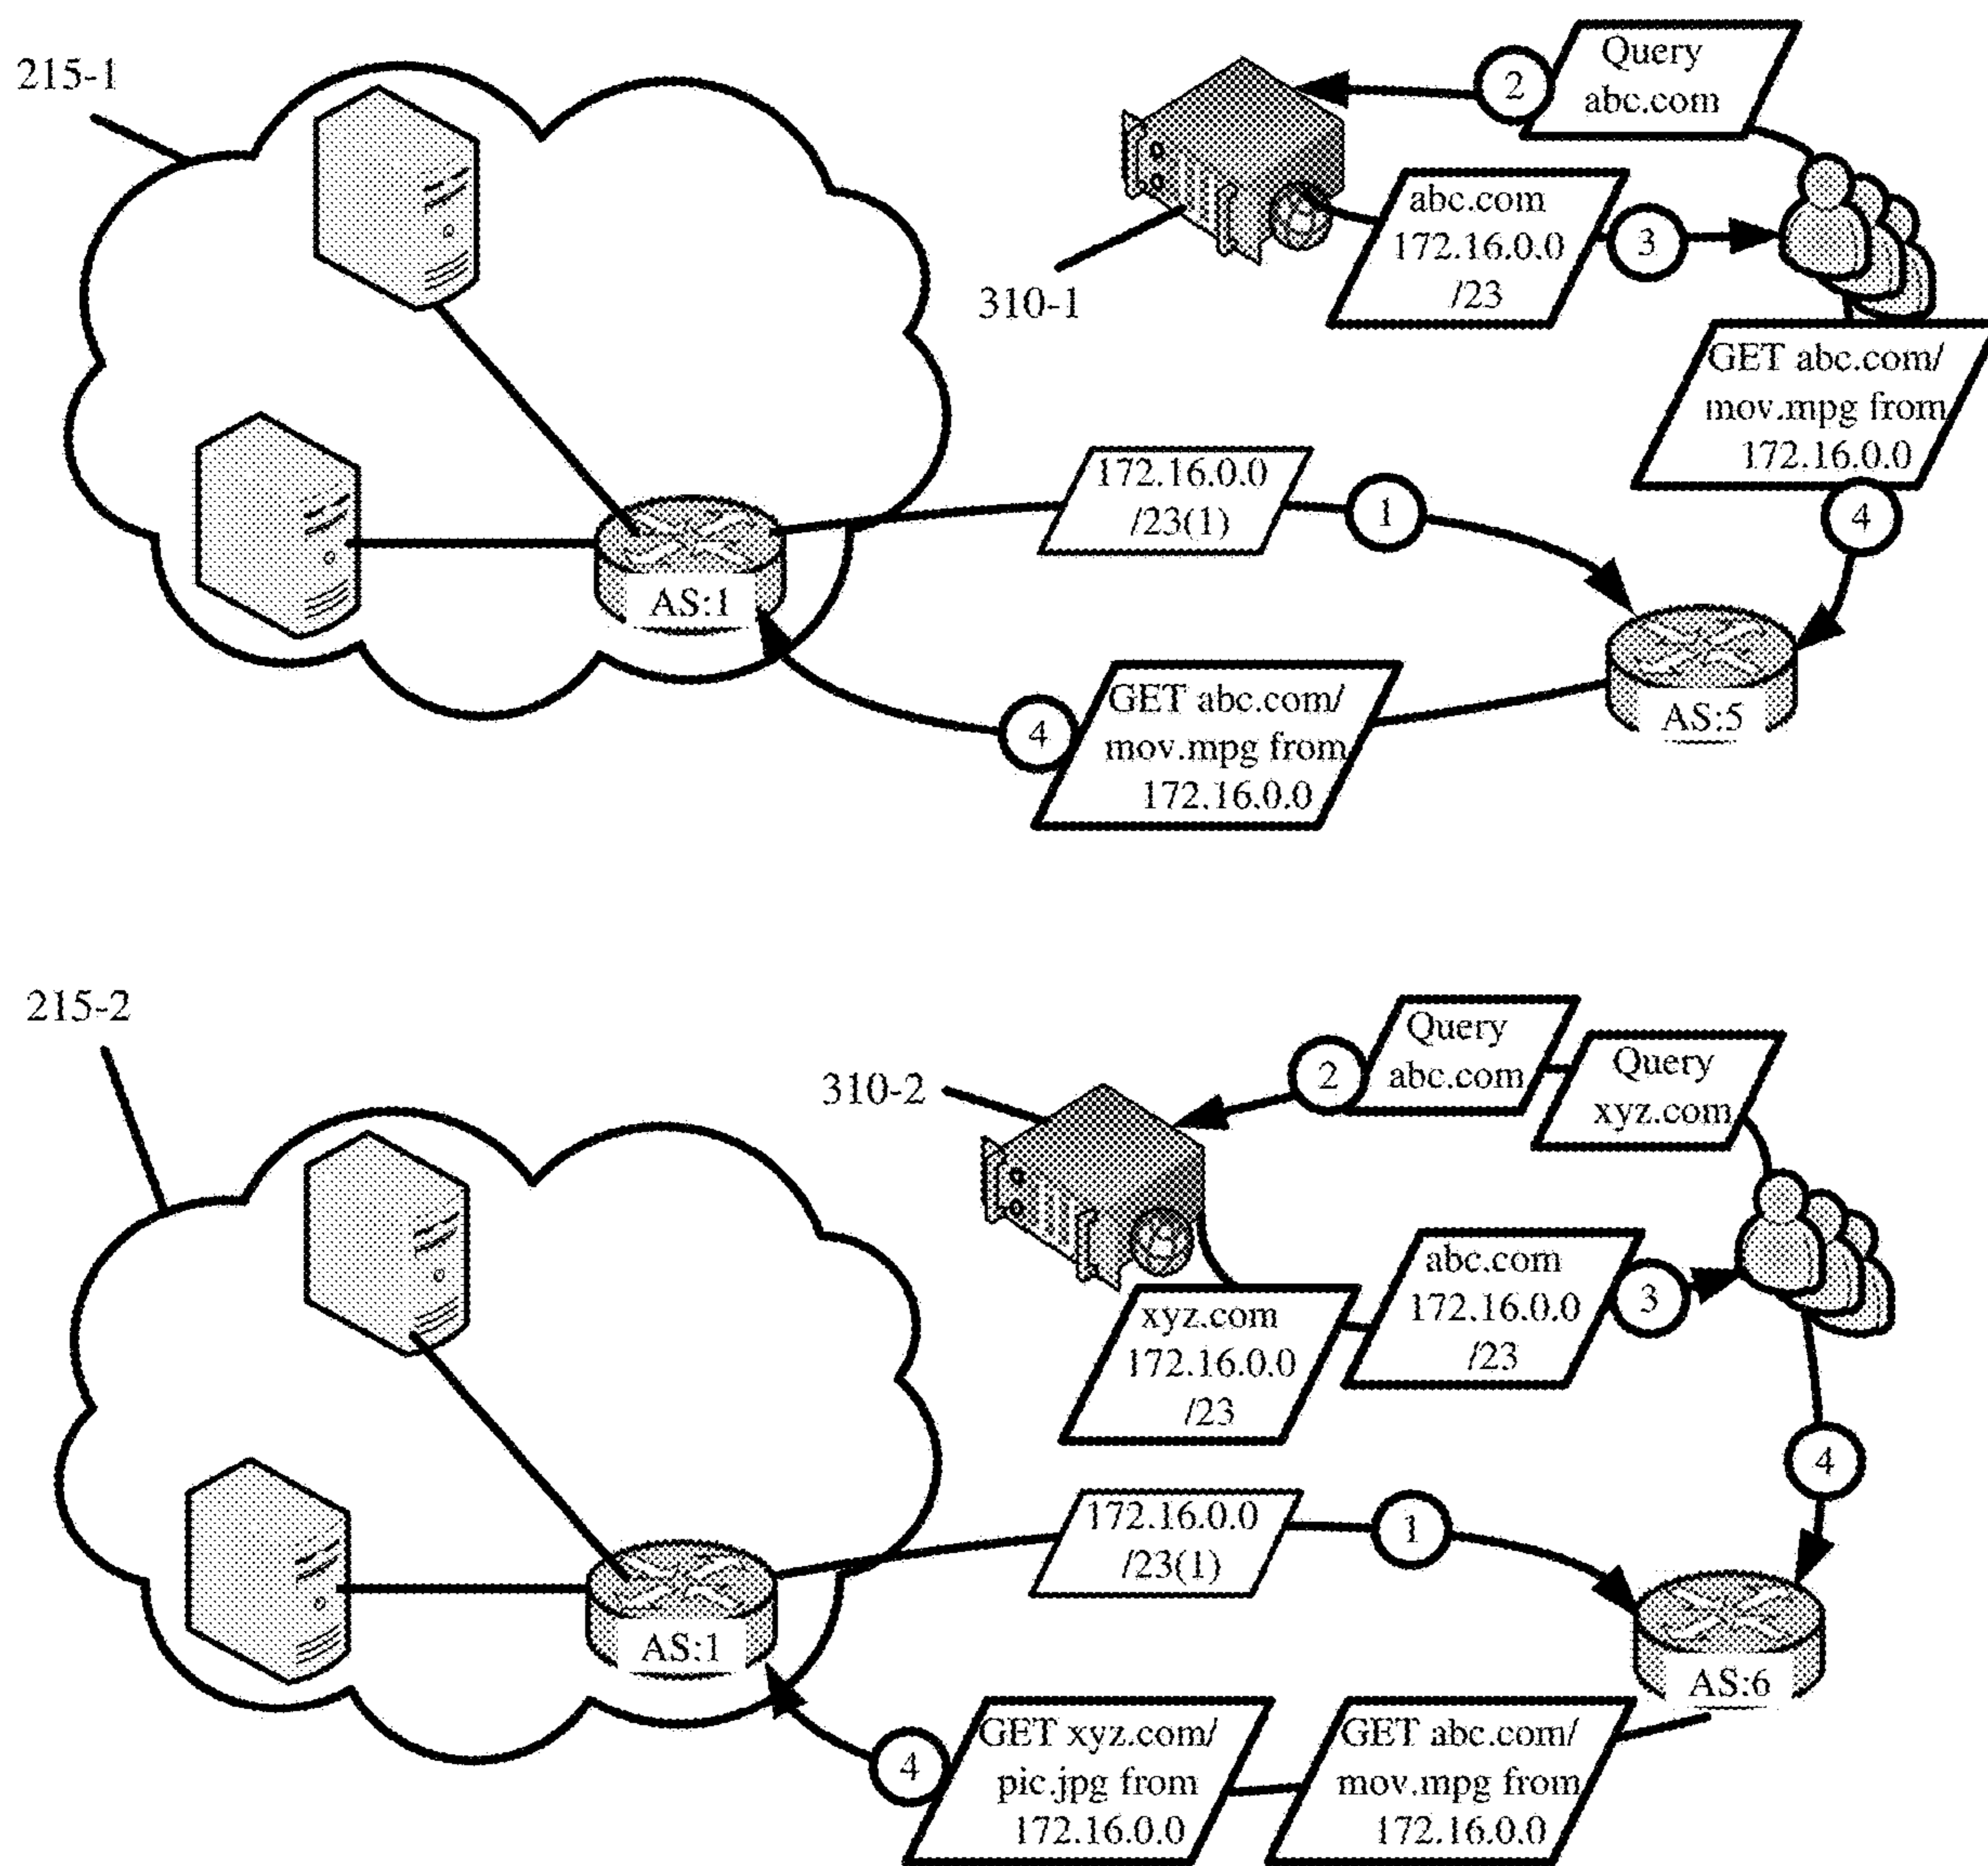 215-1
2
Query
abc.com
abc.com
172.16.0.0
/23
3
310-1
GET abc.com/
mov.mpg from
172.16.0.0
172.16.0.0
/23(1)
1
4
AS:1
AS:5
4
GET abc.com/
mov.mpg from
172.16.0.0
215-2
2
Query
abc.com
Query
xyz.com
310-2
abc.com
172.16.0.0
/23
3
xyz.com
172.16.0.0
/23
4
172.16.0.0
/23(1)
1
AS:1
AS:6
4
GET xyz.com/
pic.jpg from
172.16.0.0
GET abc.com/
mov.mpg from
172.16.0.0